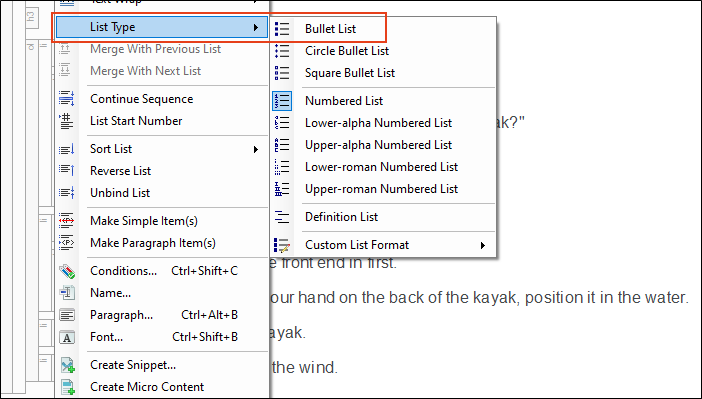 Text Wrap
List Type
Merge With Previous List
Merge With Next List
Continue Sequence
List Start Number
Sort List
Reverse List
Unbind List
Make Simple Item(s)
Make Paragraph Item(s)
Conditions... Ctrl+Shift+C
Name...
Paragraph... Ctrl+Alt+B
Font... Ctrl+Shift+B
Create Snippet...
Create Micro Content
Bullet List
Circle Bullet List
Square Bullet List
Numbered List
Lower-alpha Numbered List
Upper-alpha Numbered List
Lower-roman Numbered List
Upper-roman Numbered List
Definition List
Custom List Format
ak?"
e front end in first.
our hand on the back of the kayak, position it in the water.
ayak.
the wind.